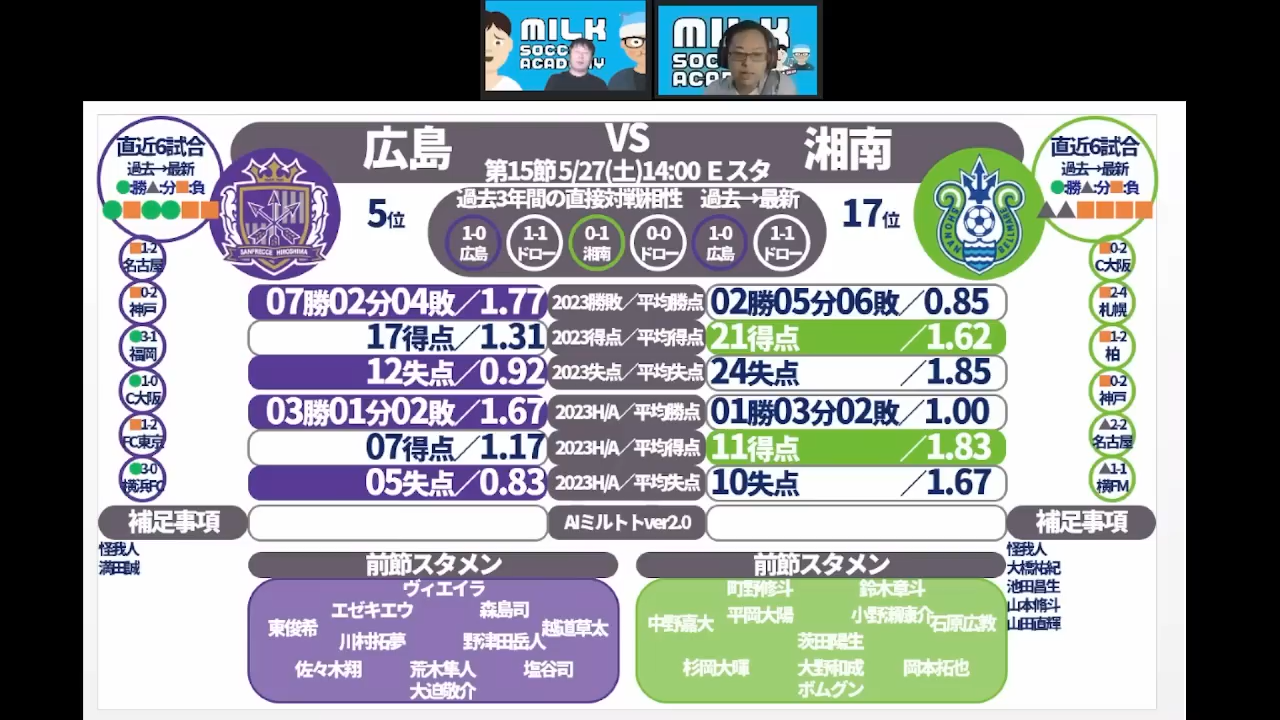 MILK
SOCC
ACADEMY
MILK
SOC
ACA
直近6試合
過去→最新
●:勝▲:分■:負
広島
VS
湘南
第15節 5/27(土)14:00 Eスタ
5位
17位
過去3年間の直接対戦相性 過去→最新
1-0
広島
1-1
ドロー
0-1
湘南
0-0
ドロー
1-0
広島
1-1
ドロー
直近6試合
過去→最新
●:勝▲:分■:負
SANFRECCE HIROSHIMA
SHONAN
BELLMARE
■1-2
名古屋
■0-2
神戸
●3-1
福岡
●1-0
C大阪
■1-2
FC東京
●3-0
横浜FC
07勝02分04敗／1.77 2023勝敗／平均勝点 02勝05分06敗／0.85
17得点／1.31 2023得点／平均得点 21得点／1.62
12失点／0.92 2023失点／平均失点 24失点／1.85
03勝01分02敗／1.67 2023H/A／平均勝点 01勝03分02敗／1.00
07得点／1.17 2023H/A／平均得点 11得点／1.83
05失点／0.83 2023H/A／平均失点 10失点／1.67
■0-2
C大阪
■2-4
札幌
■1-2
柏
■0-2
神戸
▲2-2
名古屋
▲1-1
横FM
補足事項
AIミルトトver2.0
補足事項
怪我人
満田誠
前節スタメン
ヴィエイラ
エゼキエウ 森島司
東俊希 越道草太
川村拓夢 野津田岳人
佐々木翔 荒木隼人 塩谷司
大迫敬介
前節スタメン
町野修斗 鈴木章斗
平岡大陽 小野瀬康介
中野嘉大 石原広教
茨田陽生
杉岡大暉 大野和成 岡本拓也
ボムグン
怪我人
大橋祐紀
池田昌生
山本脩斗
山田直輝